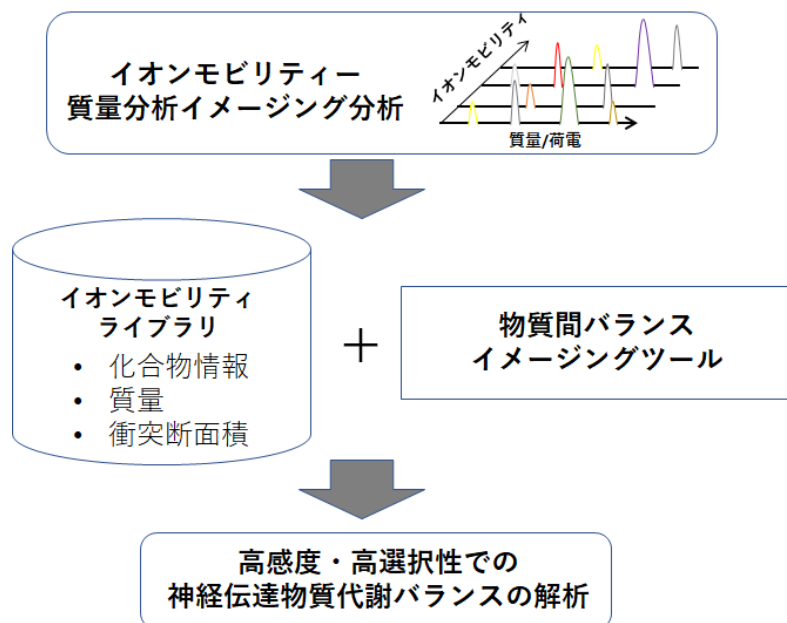 イオンモビリティー
質量分析イメージング分析
イオンモビリティ
質量/荷電
イオンモビリティ
ライブラリ
• 化合物情報
• 質量
• 衝突断面積
＋
物質間バランス
イメージングツール
高感度・高選択性での
神経伝達物質代謝バランスの解析